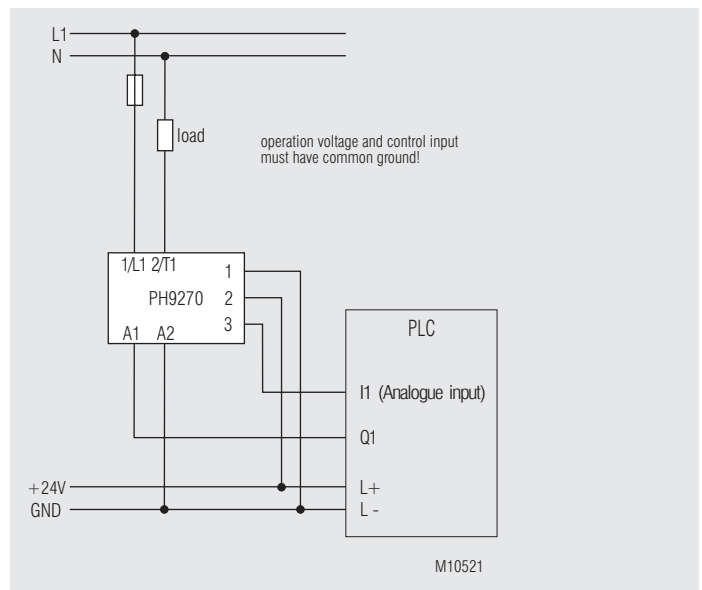 L1
N
load
operation voltage and control input
must have common ground!
1/L1 2/T1
1
PH9270
2
3
A1 A2
PLC
I1 (Analogue input)
Q1
+24V
L+
GND
L -
M10521